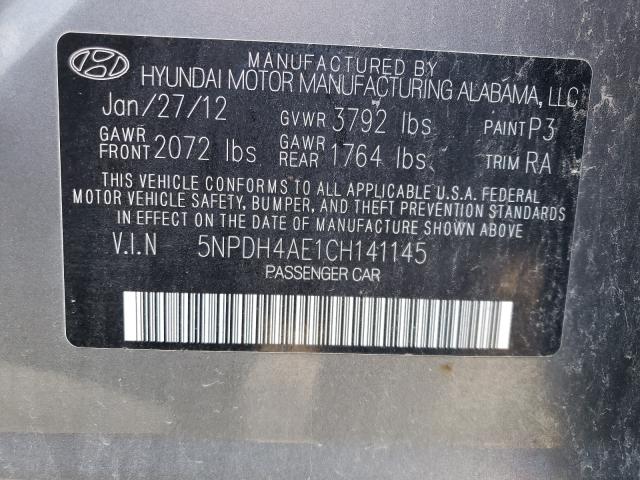 MANUFACTURED BY
HYUNDAI MOTOR MANUFACTURING ALABAMA, LLC
Jan/27/12 GVWR 3792 lbs PAINT P3
GAWR FRONT 2072 lbs GAWR REAR 1764 lbs TRIM RA
THIS VEHICLE CONFORMS TO ALL APPLICABLE U.S.A. FEDERAL
MOTOR VEHICLE SAFETY, BUMPER, AND THEFT PREVENTION STANDARDS
IN EFFECT ON THE DATE OF MANUFACTURE SHOWN ABOVE.
V.I.N 5NPDH4AE1CH141145
PASSENGER CAR